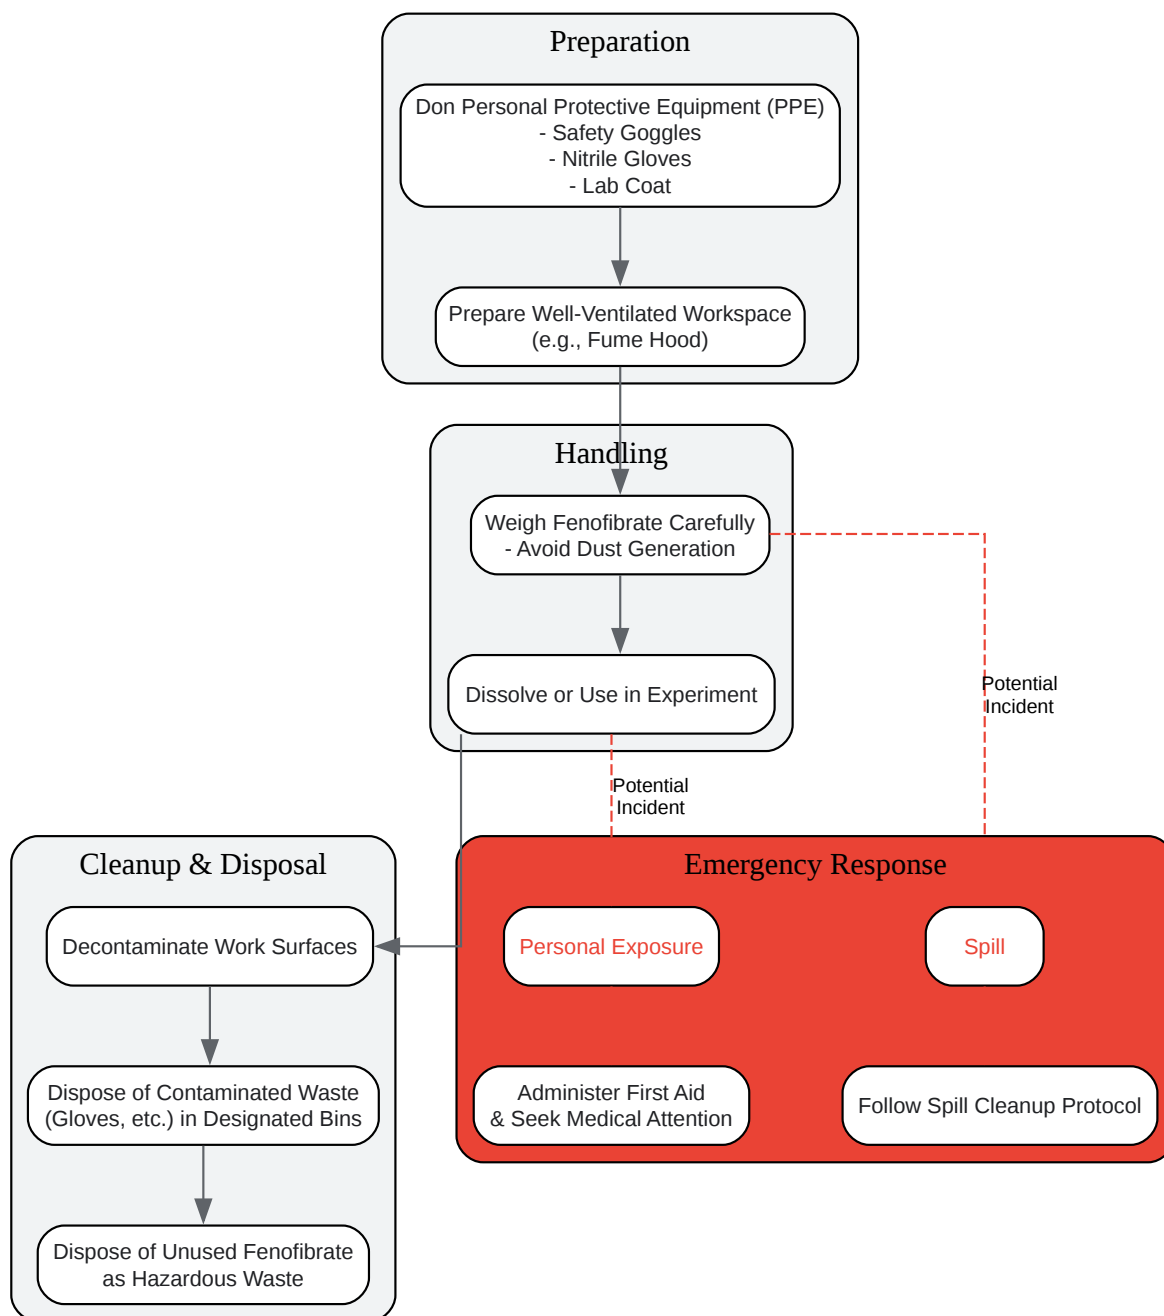 Preparation
Don Personal Protective Equipment (PPE)
- Safety Goggles
- Nitrile Gloves
- Lab Coat
Prepare Well-Ventilated Workspace
(e.g., Fume Hood)
Handling
Weigh Fenofibrate Carefully
- Avoid Dust Generation
Dissolve or Use in Experiment
Potential
Incident
Potential
Incident
Cleanup & Disposal
Decontaminate Work Surfaces
Dispose of Contaminated Waste
(Gloves, etc.) in Designated Bins
Dispose of Unused Fenofibrate
as Hazardous Waste
Emergency Response
Personal Exposure
Spill
Administer First Aid
& Seek Medical Attention
Follow Spill Cleanup Protocol